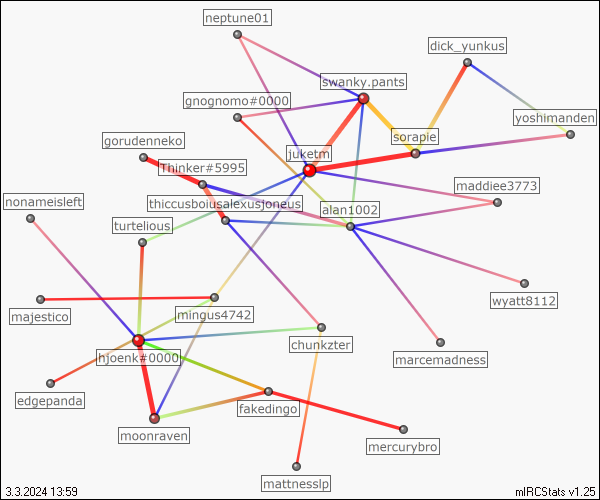 neptune01
dick_yunkus
swanky.pants
gnognomo#0000
yoshimanden
sorapie
gorudenneko
juketm
Thinker#5995
maddiee3773
nonameisleft
thiccusboiusalexusjoneus
alan1002
turtelious
wyatt8112
majestico
mingus4742
chunkzter
hjoenk#0000
marcemadness
edgepanda
fakedingo
moonraven
mercurybro
mattnesslp
3.3.2024 13:59
mIRCStats v1.25